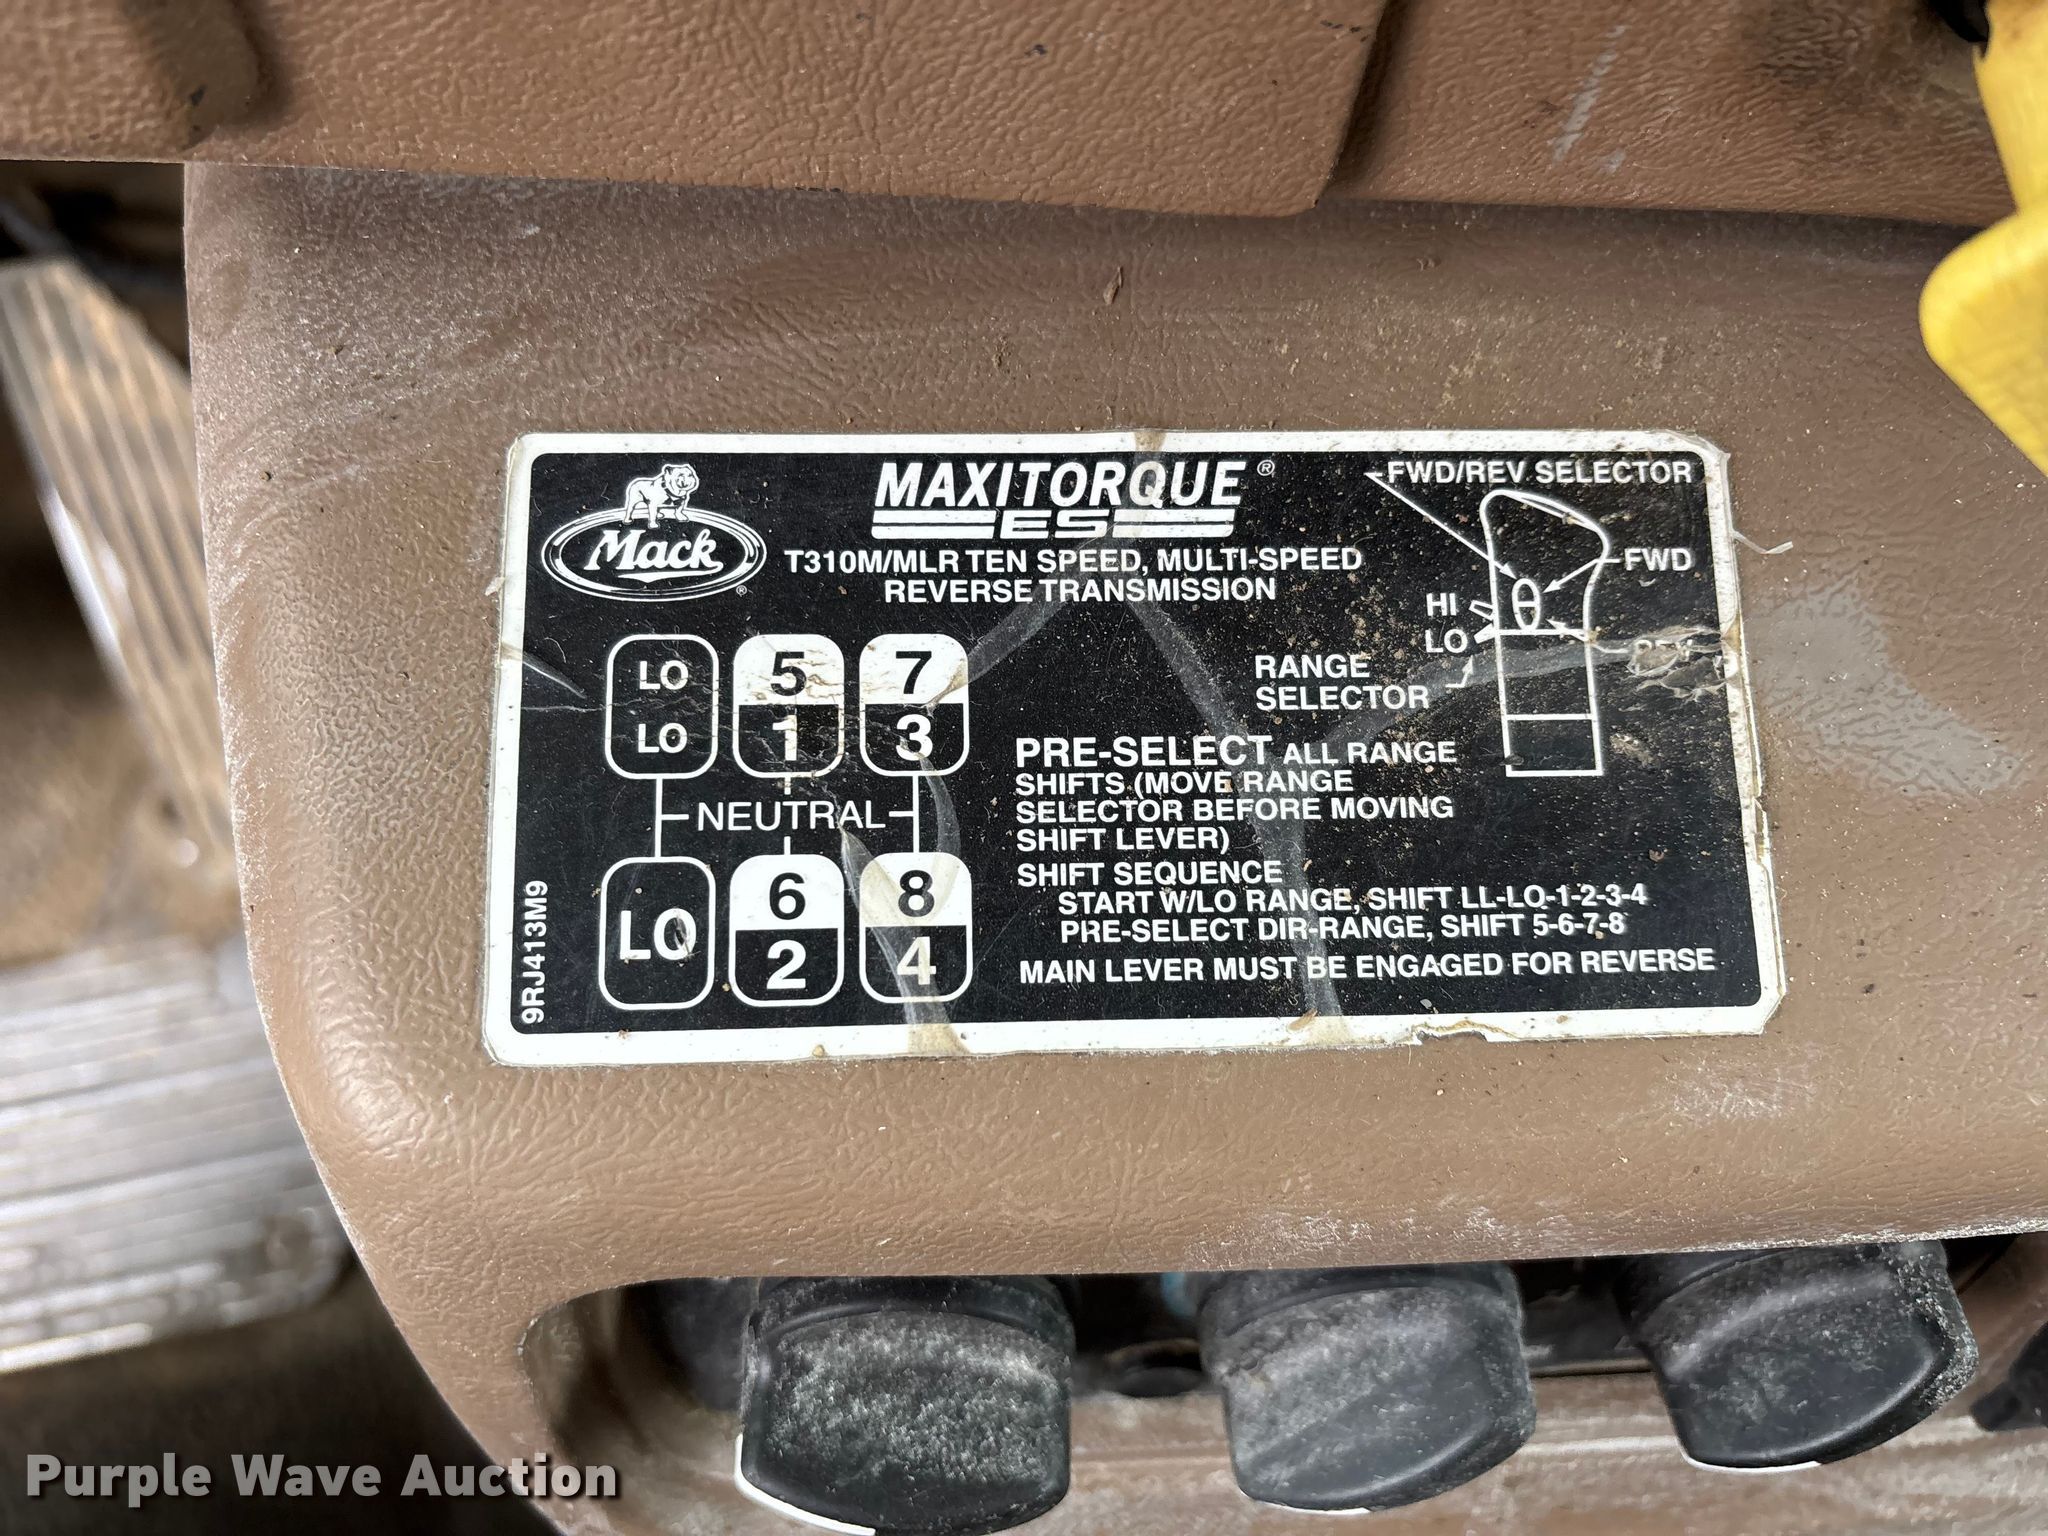 MAXITORQUE®
ES
Mack®
T310M/MLR TEN SPEED, MULTI-SPEED
REVERSE TRANSMISSION
FWD/REV SELECTOR
FWD
HI
LO
RANGE
SELECTOR
LO 5 7
LO 1 3
NEUTRAL
LO 6 8
2 4
PRE-SELECT ALL RANGE
SHIFTS (MOVE RANGE
SELECTOR BEFORE MOVING
SHIFT LEVER)
SHIFT SEQUENCE
START W/LO RANGE, SHIFT LL-LO-1-2-3-4
PRE-SELECT DIR-RANGE, SHIFT 5-6-7-8
MAIN LEVER MUST BE ENGAGED FOR REVERSE
9RJ413M9
Purple Wave Auction